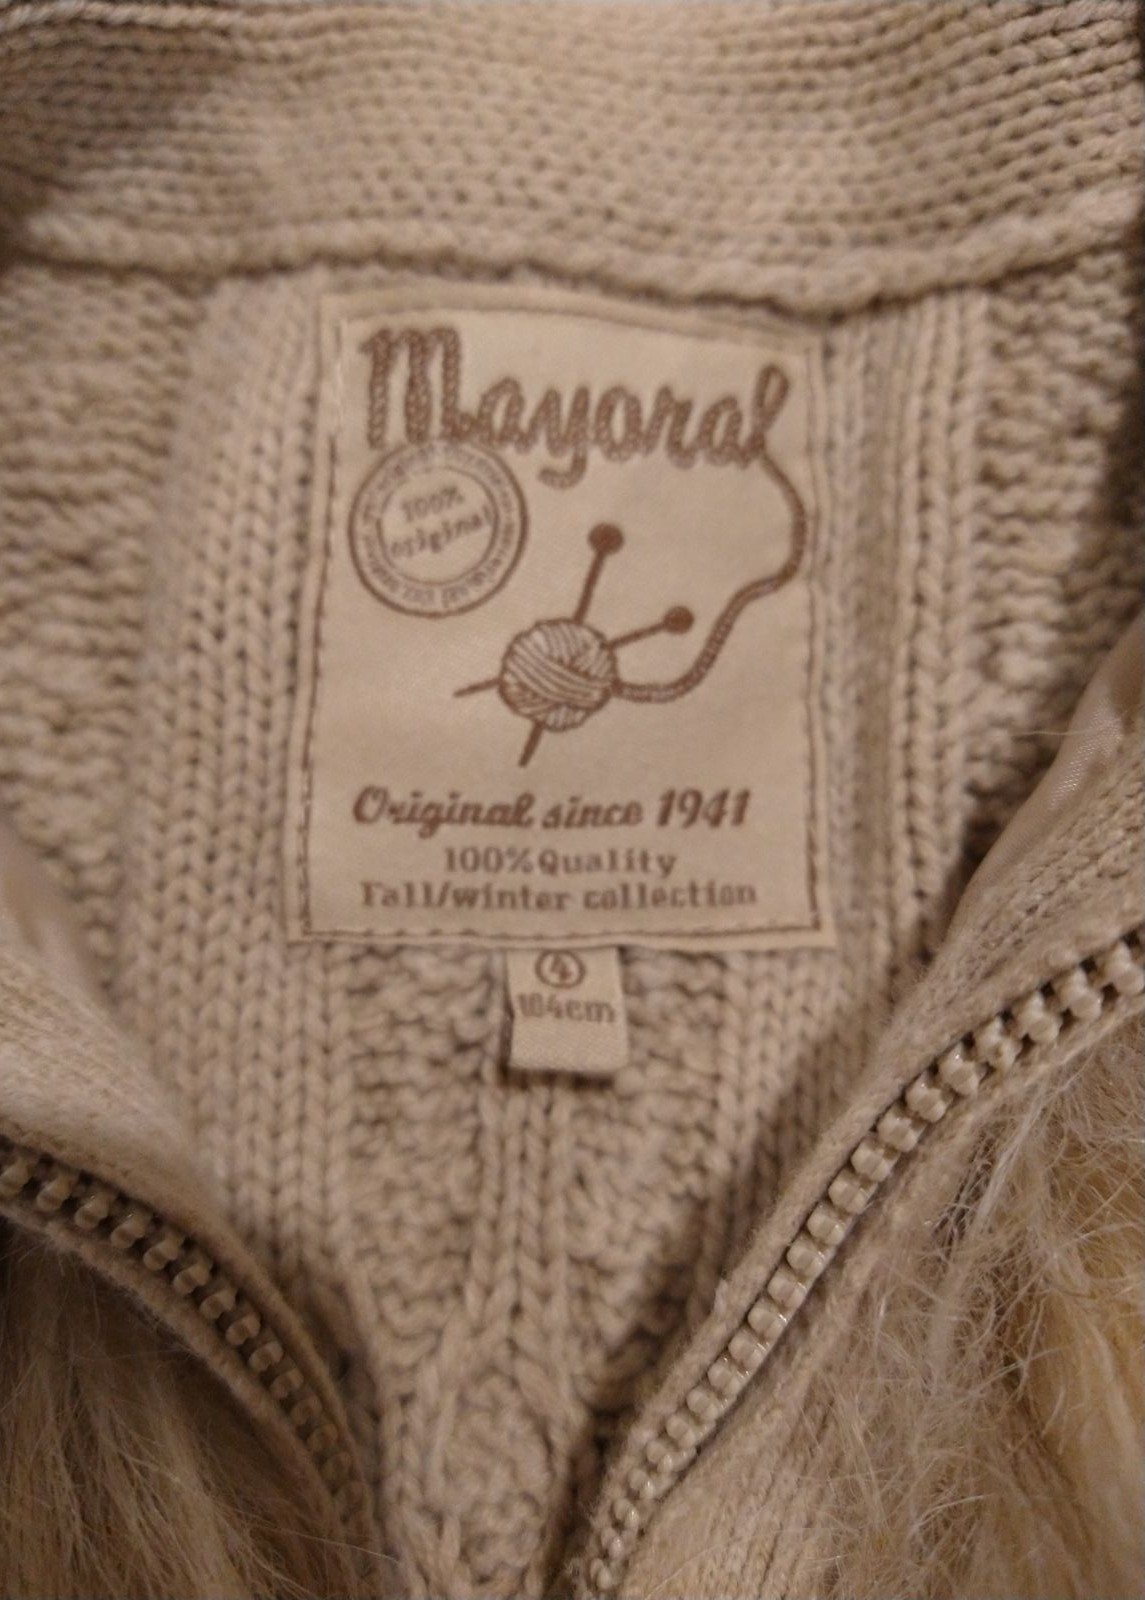 Mayoral
100%
original
Original since 1941
100%Quality
Fall/winter collection
4
104cm